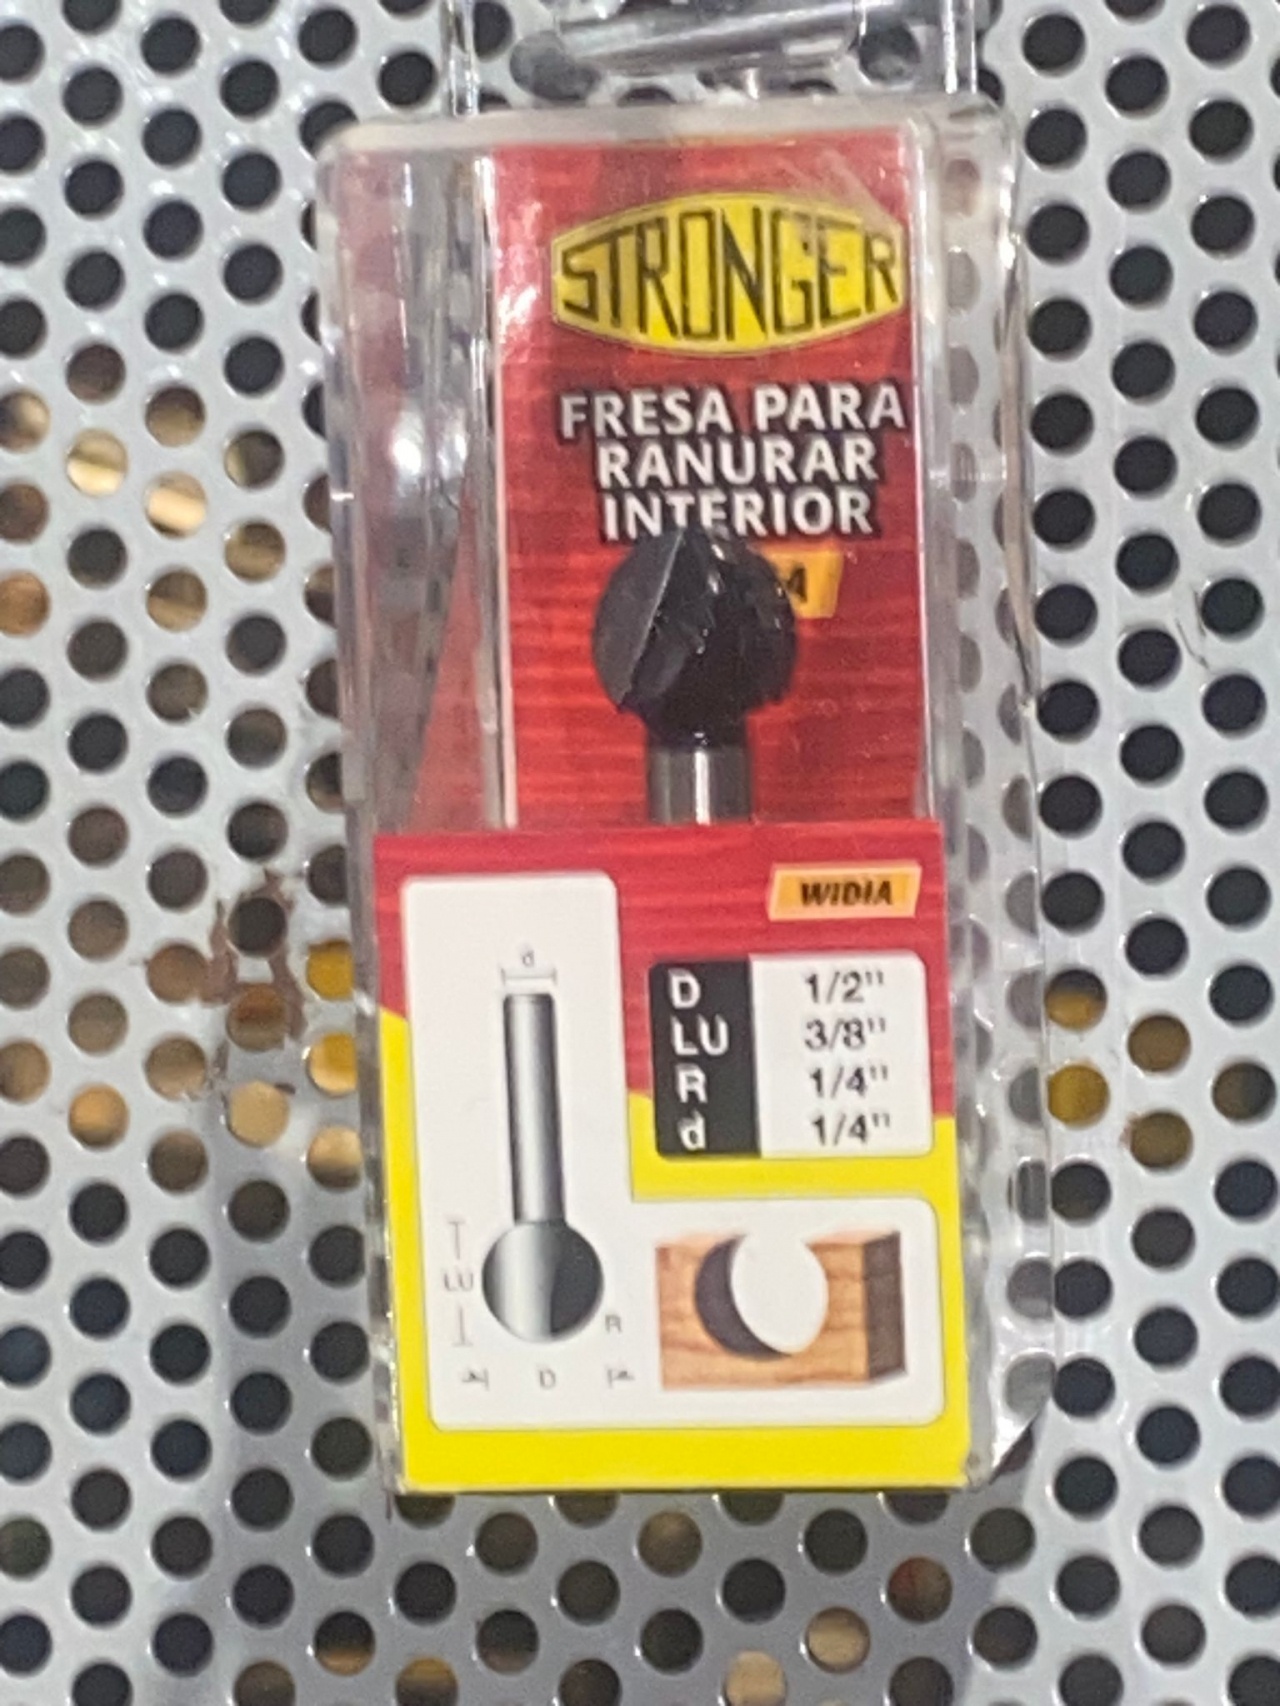 STRONGER
FRESA PARA
RANURAR
INTERIOR
WIDIA
d
D 1/2"
LU 3/8"
R 1/4"
d 1/4"
LU
R
D